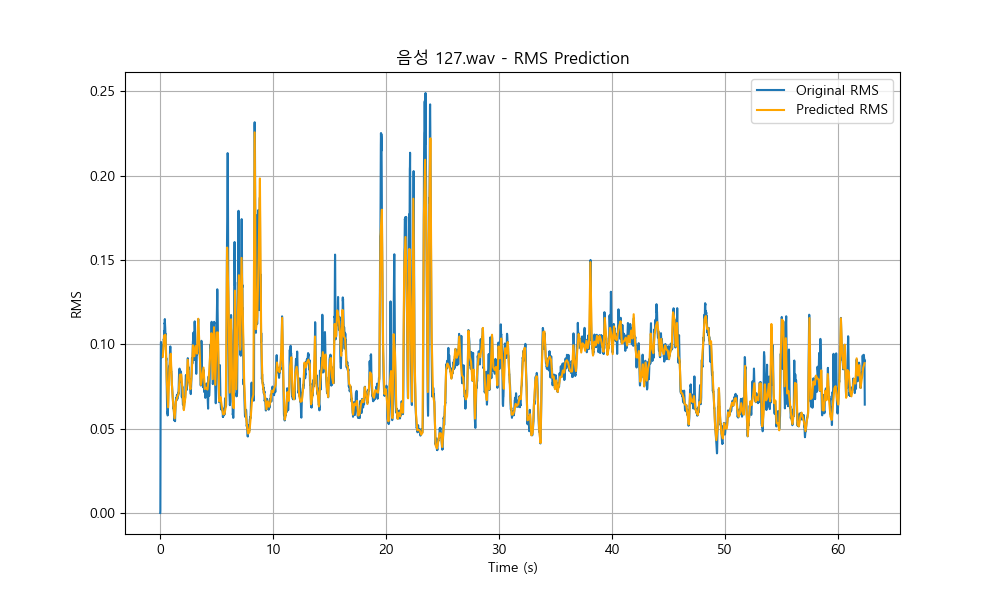 음성 127.wav - RMS Prediction
Original RMS
Predicted RMS
0.25
0.20
0.15
0.10
0.05
0.00
RMS
0 10 20 30 40 50 60
Time (s)